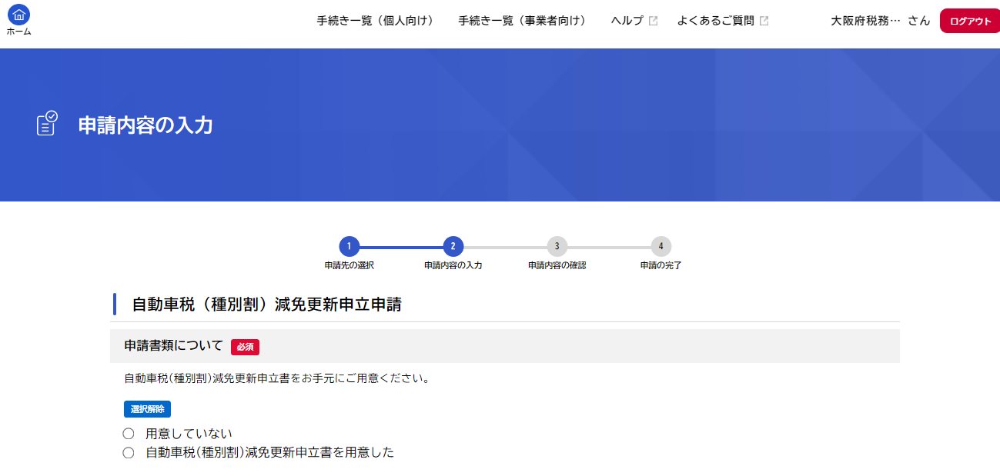 ホーム
手続き一覧（個人向け） 手続き一覧（事業者向け） ヘルプ よくあるご質問 大阪府税務… さん ログアウト
申請内容の入力
1 2 3 4
申請先の選択 申請内容の入力 申請内容の確認 申請の完了
自動車税（種別割）減免更新申立申請
申請書類について 必須
自動車税(種別割)減免更新申立書をお手元にご用意ください。
選択解除
用意していない
自動車税(種別割)減免更新申立書を用意した